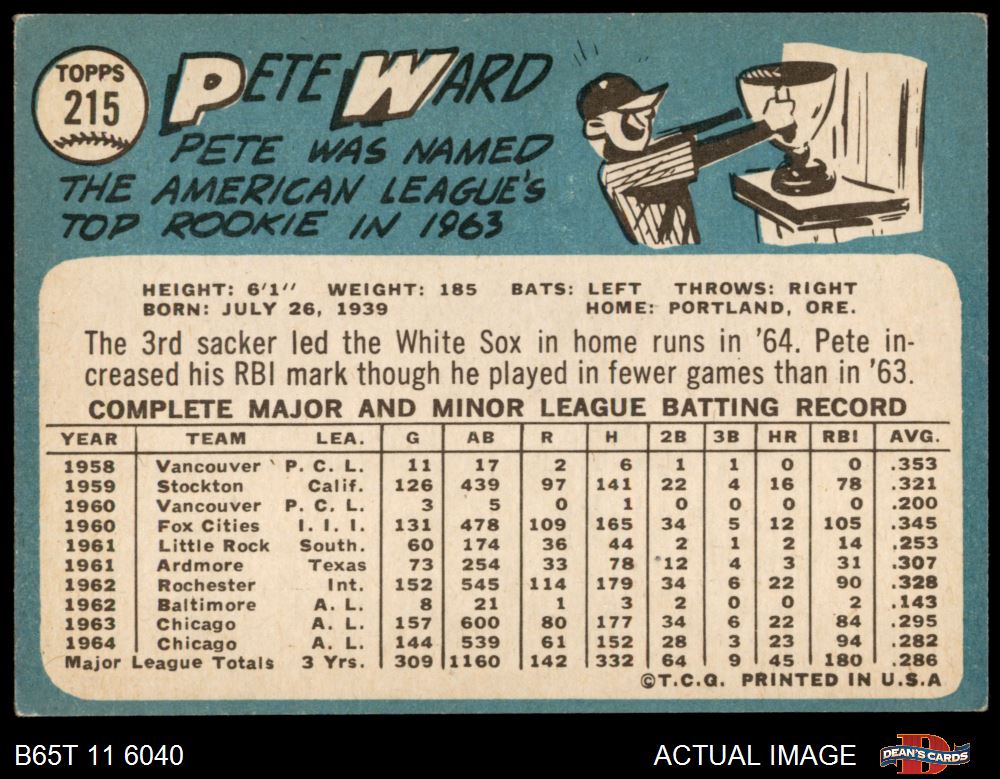 TOPPS
215
PETE WARD
PETE WAS NAMED
THE AMERICAN LEAGUE'S
TOP ROOKIE IN 1963
HEIGHT: 6'1" WEIGHT: 185 BATS: LEFT THROWS: RIGHT
BORN: JULY 26, 1939 HOME: PORTLAND, ORE.
The 3rd sacker led the White Sox in home runs in '64. Pete in-
creased his RBI mark though he played in fewer games than in '63.
COMPLETE MAJOR AND MINOR LEAGUE BATTING RECORD
YEAR TEAM LEA. G AB R H 2B 3B HR RBI AVG.
1958 Vancouver P. C. L. 11 17 2 6 1 1 0 0 .353
1959 Stockton Calif. 126 439 97 141 22 4 16 78 .321
1960 Vancouver P. C. L. 3 5 0 1 0 0 0 0 .200
1960 Fox Cities I. I. I. 131 478 109 165 34 5 12 105 .345
1961 Little Rock South. 60 174 36 44 2 1 2 14 .253
1961 Ardmore Texas 73 254 33 78 12 4 3 31 .307
1962 Rochester Int. 152 545 114 179 34 6 22 90 .328
1962 Baltimore A. L. 8 21 1 3 2 0 0 2 .143
1963 Chicago A. L. 157 600 80 177 34 6 22 84 .295
1964 Chicago A. L. 144 539 61 152 28 3 23 94 .282
Major League Totals 3 Yrs. 309 1160 142 332 64 9 45 180 .286
©T.C.G. PRINTED IN U.S.A
B65T 11 6040 ACTUAL IMAGE DEAN'S CARDS